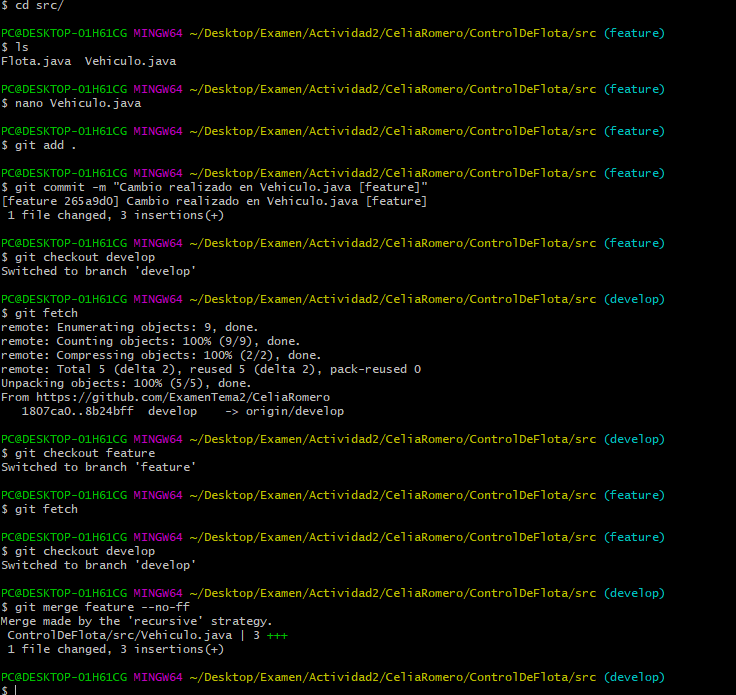 $ cd src/
PC@DESKTOP-O1H61CG MINGW64 ~/Desktop/Examen/Actividad2/CeliaRomero/ControlDeFlota/src (feature)
$ ls
Flota.java  Vehiculo.java
PC@DESKTOP-O1H61CG MINGW64 ~/Desktop/Examen/Actividad2/CeliaRomero/ControlDeFlota/src (feature)
$ nano Vehiculo.java
PC@DESKTOP-O1H61CG MINGW64 ~/Desktop/Examen/Actividad2/CeliaRomero/ControlDeFlota/src (feature)
$ git add .
PC@DESKTOP-O1H61CG MINGW64 ~/Desktop/Examen/Actividad2/CeliaRomero/ControlDeFlota/src (feature)
$ git commit -m "Cambio realizado en Vehiculo.java [feature]"
[feature 265a9d0] Cambio realizado en Vehiculo.java [feature]
 1 file changed, 3 insertions(+)
PC@DESKTOP-O1H61CG MINGW64 ~/Desktop/Examen/Actividad2/CeliaRomero/ControlDeFlota/src (feature)
$ git checkout develop
Switched to branch 'develop'
PC@DESKTOP-O1H61CG MINGW64 ~/Desktop/Examen/Actividad2/CeliaRomero/ControlDeFlota/src (develop)
$ git fetch
remote: Enumerating objects: 9, done.
remote: Counting objects: 100% (9/9), done.
remote: Compressing objects: 100% (2/2), done.
remote: Total 5 (delta 2), reused 5 (delta 2), pack-reused 0
Unpacking objects: 100% (5/5), done.
From https://github.com/ExamenTema2/CeliaRomero
   1807ca0..8b24bff  develop    -> origin/develop
PC@DESKTOP-O1H61CG MINGW64 ~/Desktop/Examen/Actividad2/CeliaRomero/ControlDeFlota/src (develop)
$ git checkout feature
Switched to branch 'feature'
PC@DESKTOP-O1H61CG MINGW64 ~/Desktop/Examen/Actividad2/CeliaRomero/ControlDeFlota/src (feature)
$ git fetch
PC@DESKTOP-O1H61CG MINGW64 ~/Desktop/Examen/Actividad2/CeliaRomero/ControlDeFlota/src (feature)
$ git checkout develop
Switched to branch 'develop'
PC@DESKTOP-O1H61CG MINGW64 ~/Desktop/Examen/Actividad2/CeliaRomero/ControlDeFlota/src (develop)
$ git merge feature --no-ff
Merge made by the 'recursive' strategy.
 ControlDeFlota/src/Vehiculo.java | 3 +++
 1 file changed, 3 insertions(+)
PC@DESKTOP-O1H61CG MINGW64 ~/Desktop/Examen/Actividad2/CeliaRomero/ControlDeFlota/src (develop)
$